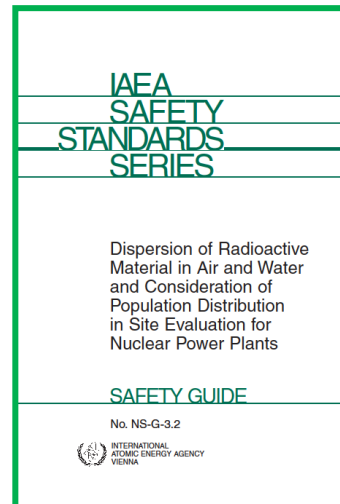 IAEA
SAFETY
STANDARDS
SERIES
Dispersion of Radioactive
Material in Air and Water
and Consideration of
Population Distribution
in Site Evaluation for
Nuclear Power Plants
SAFETY GUIDE
No. NS-G-3.2
INTERNATIONAL
ATOMIC ENERGY AGENCY
VIENNA